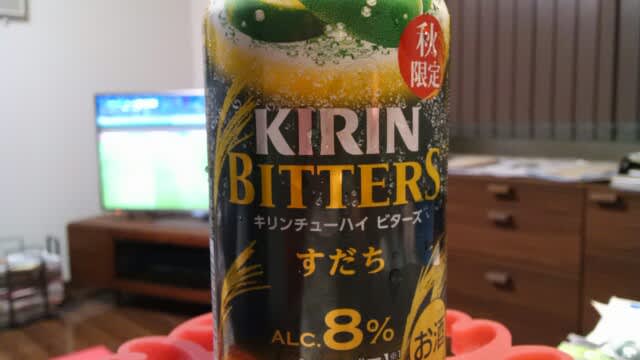 秋
限定
KIRIN
BITTERS
キリンチューハイ ビターズ
すだち
ALC.8%
お酒